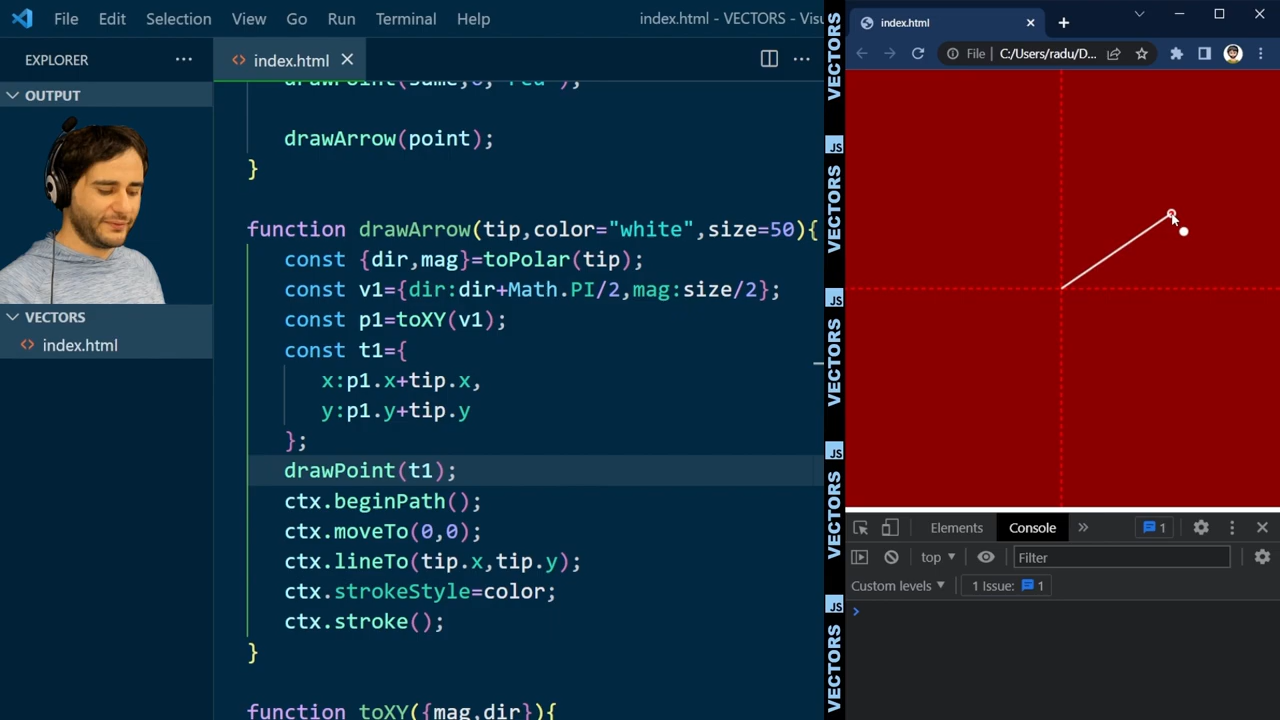 File Edit Selection View Go Run Terminal Help
index.html - VECTORS - Visu
EXPLORER
index.html
OUTPUT
VECTORS
index.html
drawArrow(point);
}
function drawArrow(tip,color="white",size=50){
const {dir,mag}=toPolar(tip);
const v1={dir:dir+Math.PI/2,mag:size/2};
const p1=toXY(v1);
const t1={
x:p1.x+tip.x,
y:p1.y+tip.y
};
drawPoint(t1);
ctx.beginPath();
ctx.moveTo(0,0);
ctx.lineTo(tip.x,tip.y);
ctx.strokeStyle=color;
ctx.stroke();
}
function toXY({mag,dir}){
VECTORS
JS
VECTORS
JS
VECTORS
JS
VECTORS
JS
VECTORS
index.html
File C:/Users/radu/D...
Elements Console 1
top Filter
Custom levels 1 Issue: 1